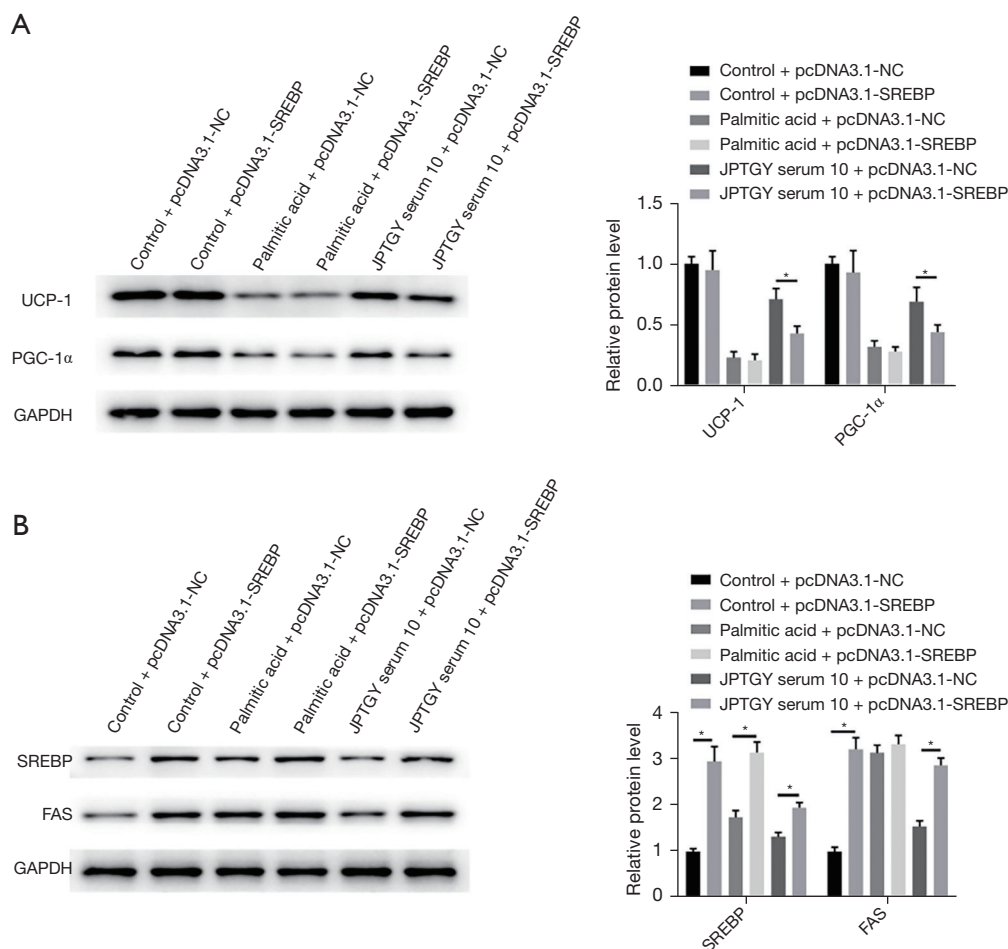 A
Control + pcDNA3.1-NC
Control + pcDNA3.1-SREBP
Palmitic acid + pcDNA3.1-NC
Palmitic acid + pcDNA3.1-SREBP
JPTGY serum 10 + pcDNA3.1-NC
JPTGY serum 10 + pcDNA3.1-SREBP
UCP-1
PGC-1α
GAPDH
Control + pcDNA3.1-NC
Control + pcDNA3.1-SREBP
Palmitic acid + pcDNA3.1-NC
Palmitic acid + pcDNA3.1-SREBP
JPTGY serum 10 + pcDNA3.1-NC
JPTGY serum 10 + pcDNA3.1-SREBP
Relative protein level
1.5
1.0
0.5
0.0
*
*
UCP-1
PGC-1α
B
Control + pcDNA3.1-NC
Control + pcDNA3.1-SREBP
Palmitic acid + pcDNA3.1-NC
Palmitic acid + pcDNA3.1-SREBP
JPTGY serum 10 + pcDNA3.1-NC
JPTGY serum 10 + pcDNA3.1-SREBP
SREBP
FAS
GAPDH
Control + pcDNA3.1-NC
Control + pcDNA3.1-SREBP
Palmitic acid + pcDNA3.1-NC
Palmitic acid + pcDNA3.1-SREBP
JPTGY serum 10 + pcDNA3.1-NC
JPTGY serum 10 + pcDNA3.1-SREBP
Relative protein level
4
3
2
1
0
*
*
*
*
*
SREBP
FAS